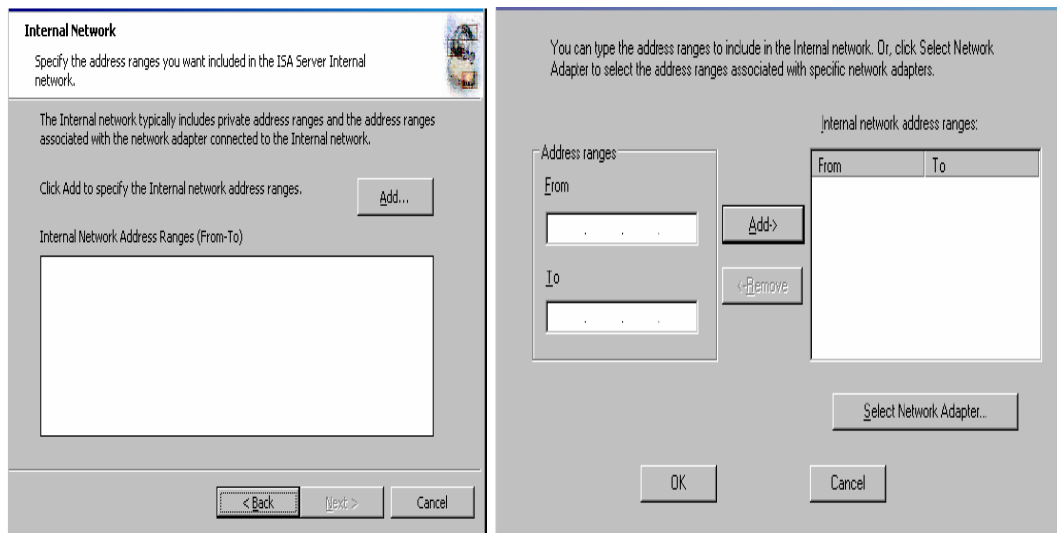 Internal Network
Specify the address ranges you want included in the ISA Server Internal
network.
The Internal network typically includes private address ranges and the address ranges
associated with the network adapter connected to the Internal network.
Click Add to specify the Internal network address ranges.
Add...
Internal Network Address Ranges (From-To)
< Back
Next >
Cancel
You can type the address ranges to include in the Internal network. Or, click Select Network
Adapter to select the address ranges associated with specific network adapters.
Internal network address ranges:
Address ranges
From
To
From
. . .
Add->
To
<-Remove
. . .
Select Network Adapter...
OK
Cancel